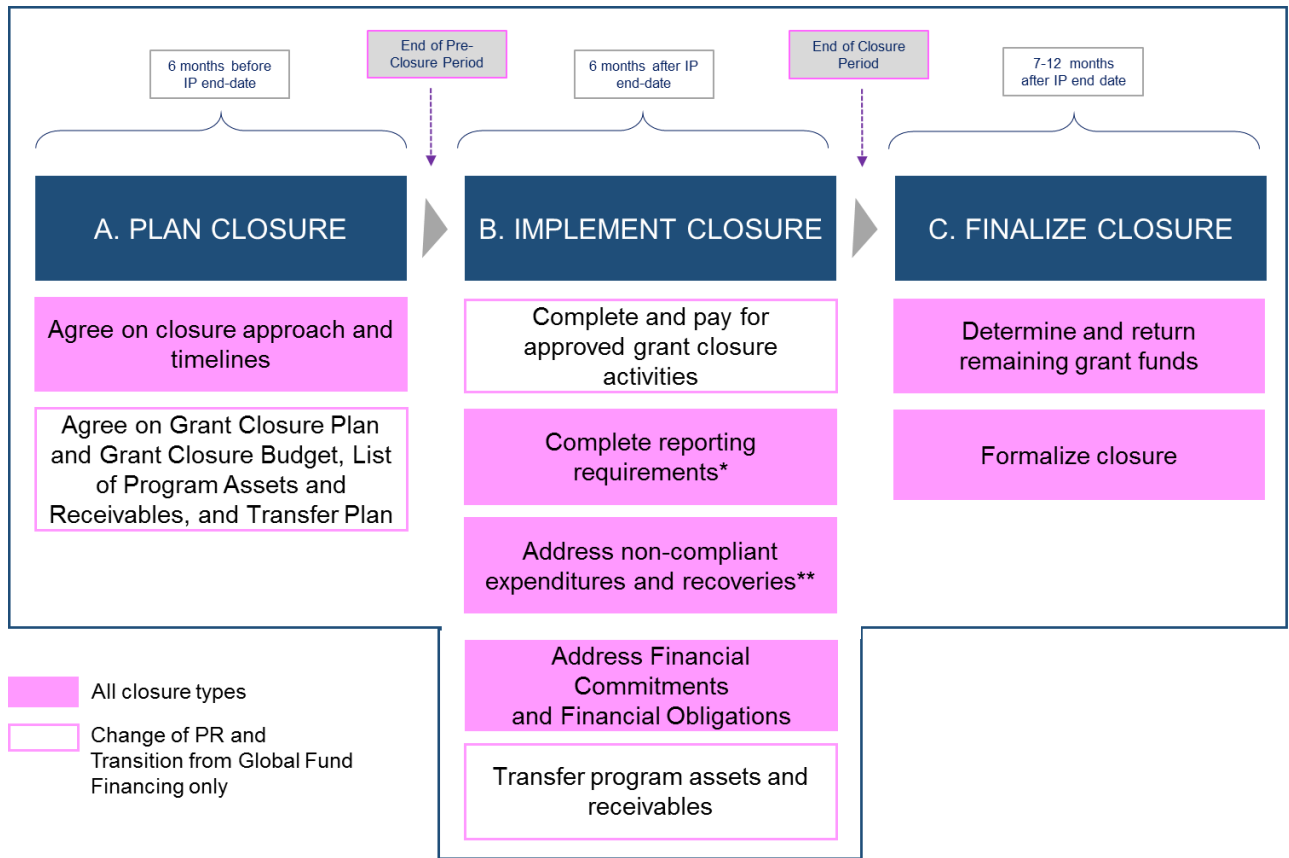 End of Pre-
Closure Period
End of Closure
Period
6 months before
IP end-date
6 months after IP
end-date
7-12 months
after IP end date
A. PLAN CLOSURE
B. IMPLEMENT CLOSURE
C. FINALIZE CLOSURE
Agree on closure approach and
timelines
Agree on Grant Closure Plan
and Grant Closure Budget, List
of Program Assets and
Receivables, and Transfer Plan
Complete and pay for
approved grant closure
activities
Complete reporting
requirements*
Address non-compliant
expenditures and recoveries**
Address Financial
Commitments
and Financial Obligations
Transfer program assets and
receivables
Determine and return
remaining grant funds
Formalize closure
All closure types
Change of PR and
Transition from Global Fund
Financing only